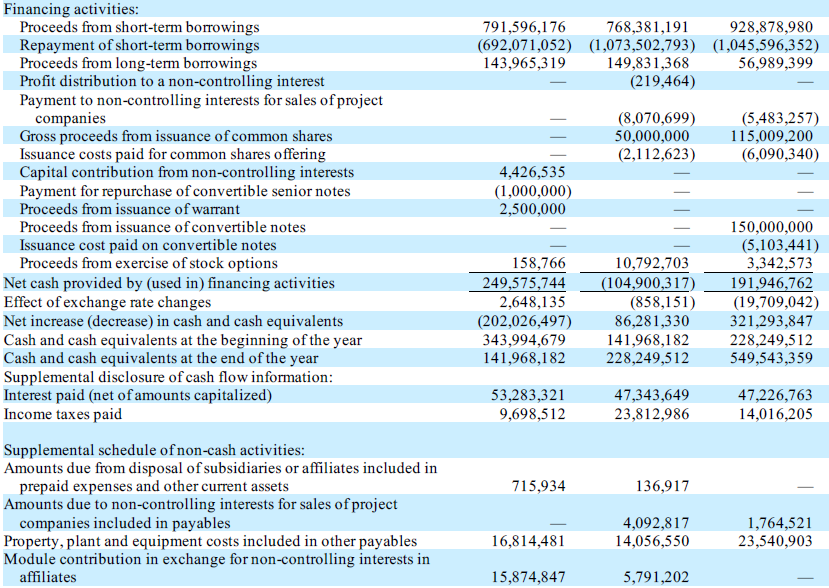 Financing activities:
Proceeds from short-term borrowings 791,596,176 768,381,191 928,878,980
Repayment of short-term borrowings (692,071,052) (1,073,502,793) (1,045,596,352)
Proceeds from long-term borrowings 143,965,319 149,831,368 56,989,399
Profit distribution to a non-controlling interest — (219,464) —
Payment to non-controlling interests for sales of project
companies — (8,070,699) (5,483,257)
Gross proceeds from issuance of common shares — 50,000,000 115,009,200
Issuance costs paid for common shares offering — (2,112,623) (6,090,340)
Capital contribution from non-controlling interests 4,426,535 — —
Payment for repurchase of convertible senior notes (1,000,000) — —
Proceeds from issuance of warrant 2,500,000 — —
Proceeds from issuance of convertible notes — — 150,000,000
Issuance cost paid on convertible notes — — (5,103,441)
Proceeds from exercise of stock options 158,766 10,792,703 3,342,573
Net cash provided by (used in) financing activities 249,575,744 (104,900,317) 191,946,762
Effect of exchange rate changes 2,648,135 (858,151) (19,709,042)
Net increase (decrease) in cash and cash equivalents (202,026,497) 86,281,330 321,293,847
Cash and cash equivalents at the beginning of the year 343,994,679 141,968,182 228,249,512
Cash and cash equivalents at the end of the year 141,968,182 228,249,512 549,543,359
Supplemental disclosure of cash flow information:
Interest paid (net of amounts capitalized) 53,283,321 47,343,649 47,226,763
Income taxes paid 9,698,512 23,812,986 14,016,205
Supplemental schedule of non-cash activities:
Amounts due from disposal of subsidiaries or affiliates included in
prepaid expenses and other current assets 715,934 136,917 —
Amounts due to non-controlling interests for sales of project
companies included in payables — 4,092,817 1,764,521
Property, plant and equipment costs included in other payables 16,814,481 14,056,550 23,540,903
Module contribution in exchange for non-controlling interests in
affiliates 15,874,847 5,791,202 —